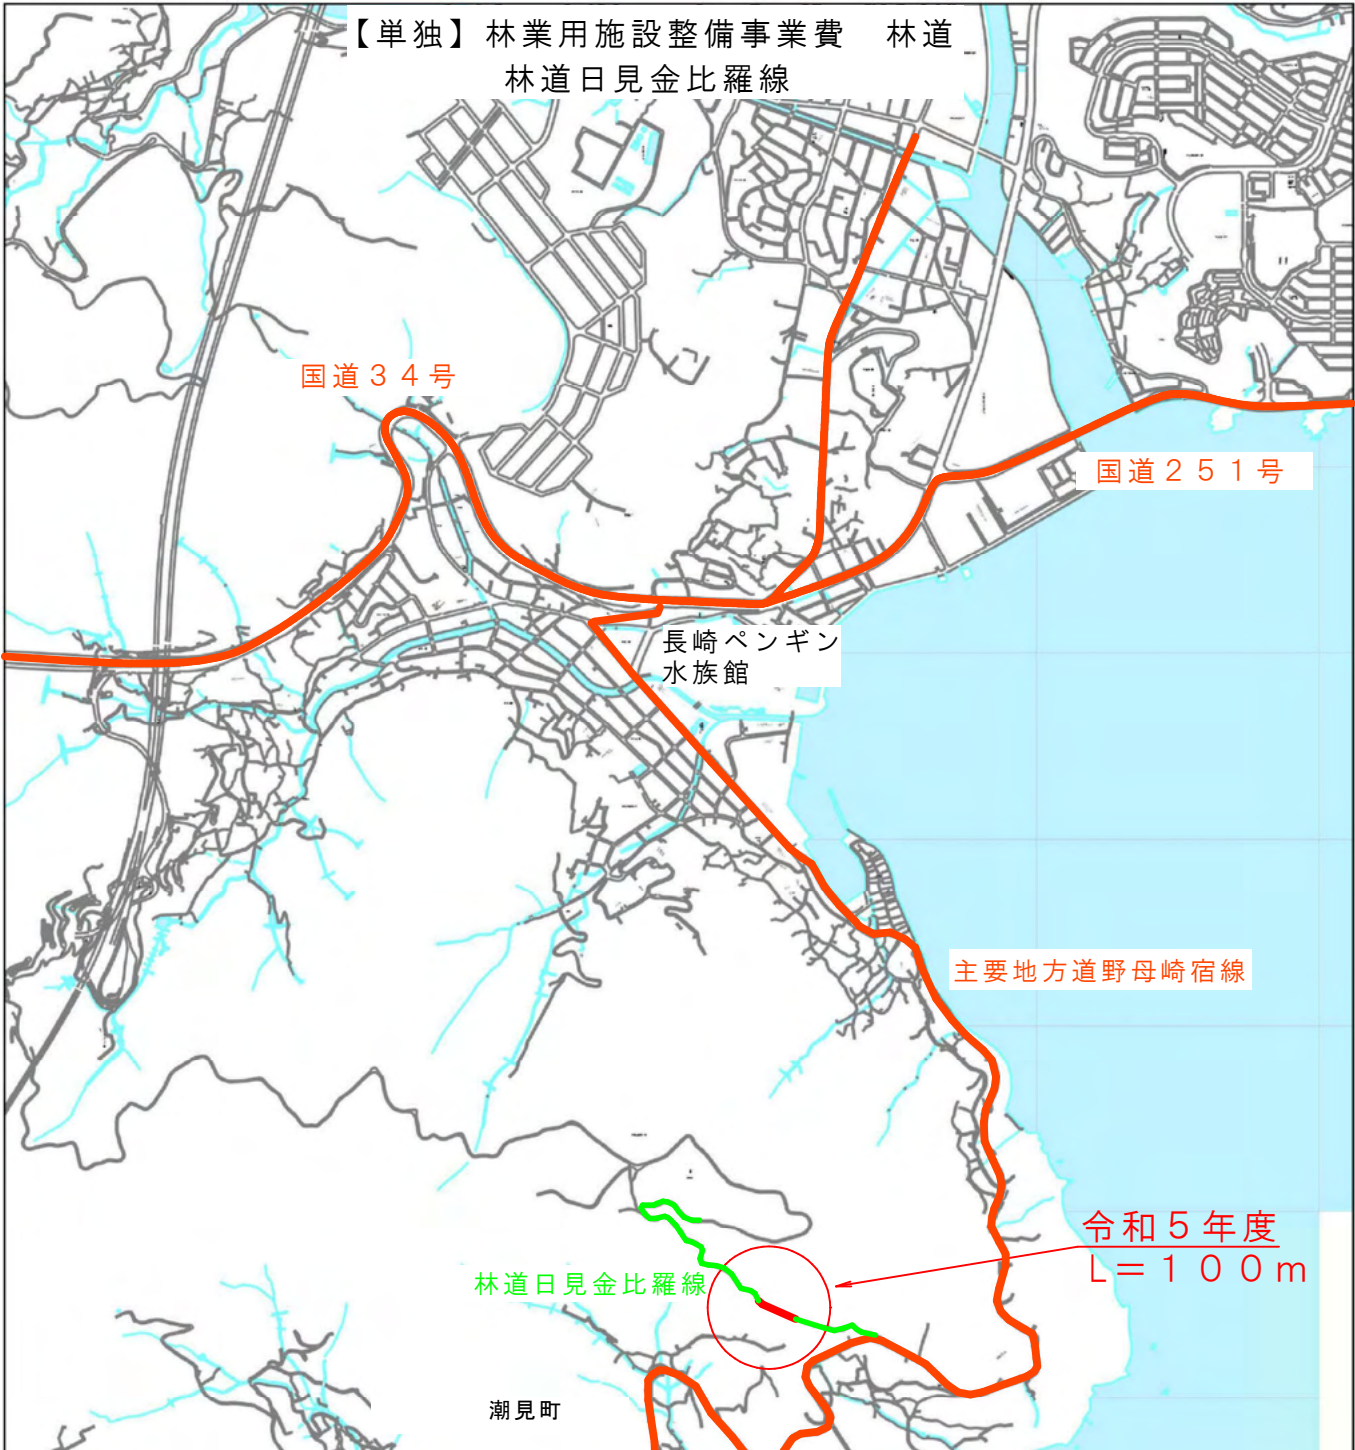 【単独】林業用施設整備事業費　林道
林道日見金比羅線
国道３４号
国道２５１号
長崎ペンギン
水族館
主要地方道野母崎宿線
令和５年度
Ｌ＝１００ｍ
林道日見金比羅線
潮見町